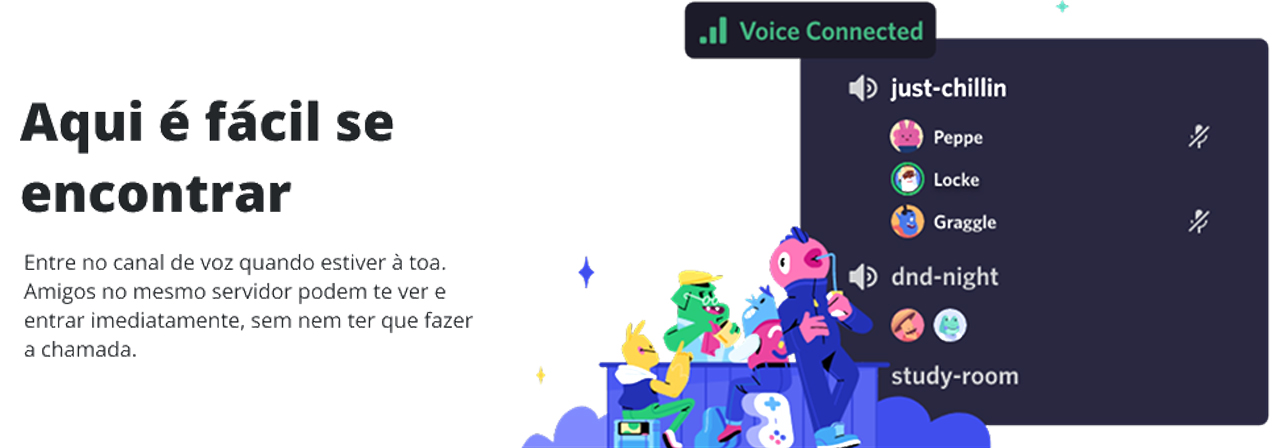 Aqui é fácil se
encontrar
Entre no canal de voz quando estiver à toa.
Amigos no mesmo servidor podem te ver e
entrar imediatamente, sem nem ter que fazer
a chamada.
Voice Connected
just-chillin
Peppe
Locke
Graggle
dnd-night
study-room